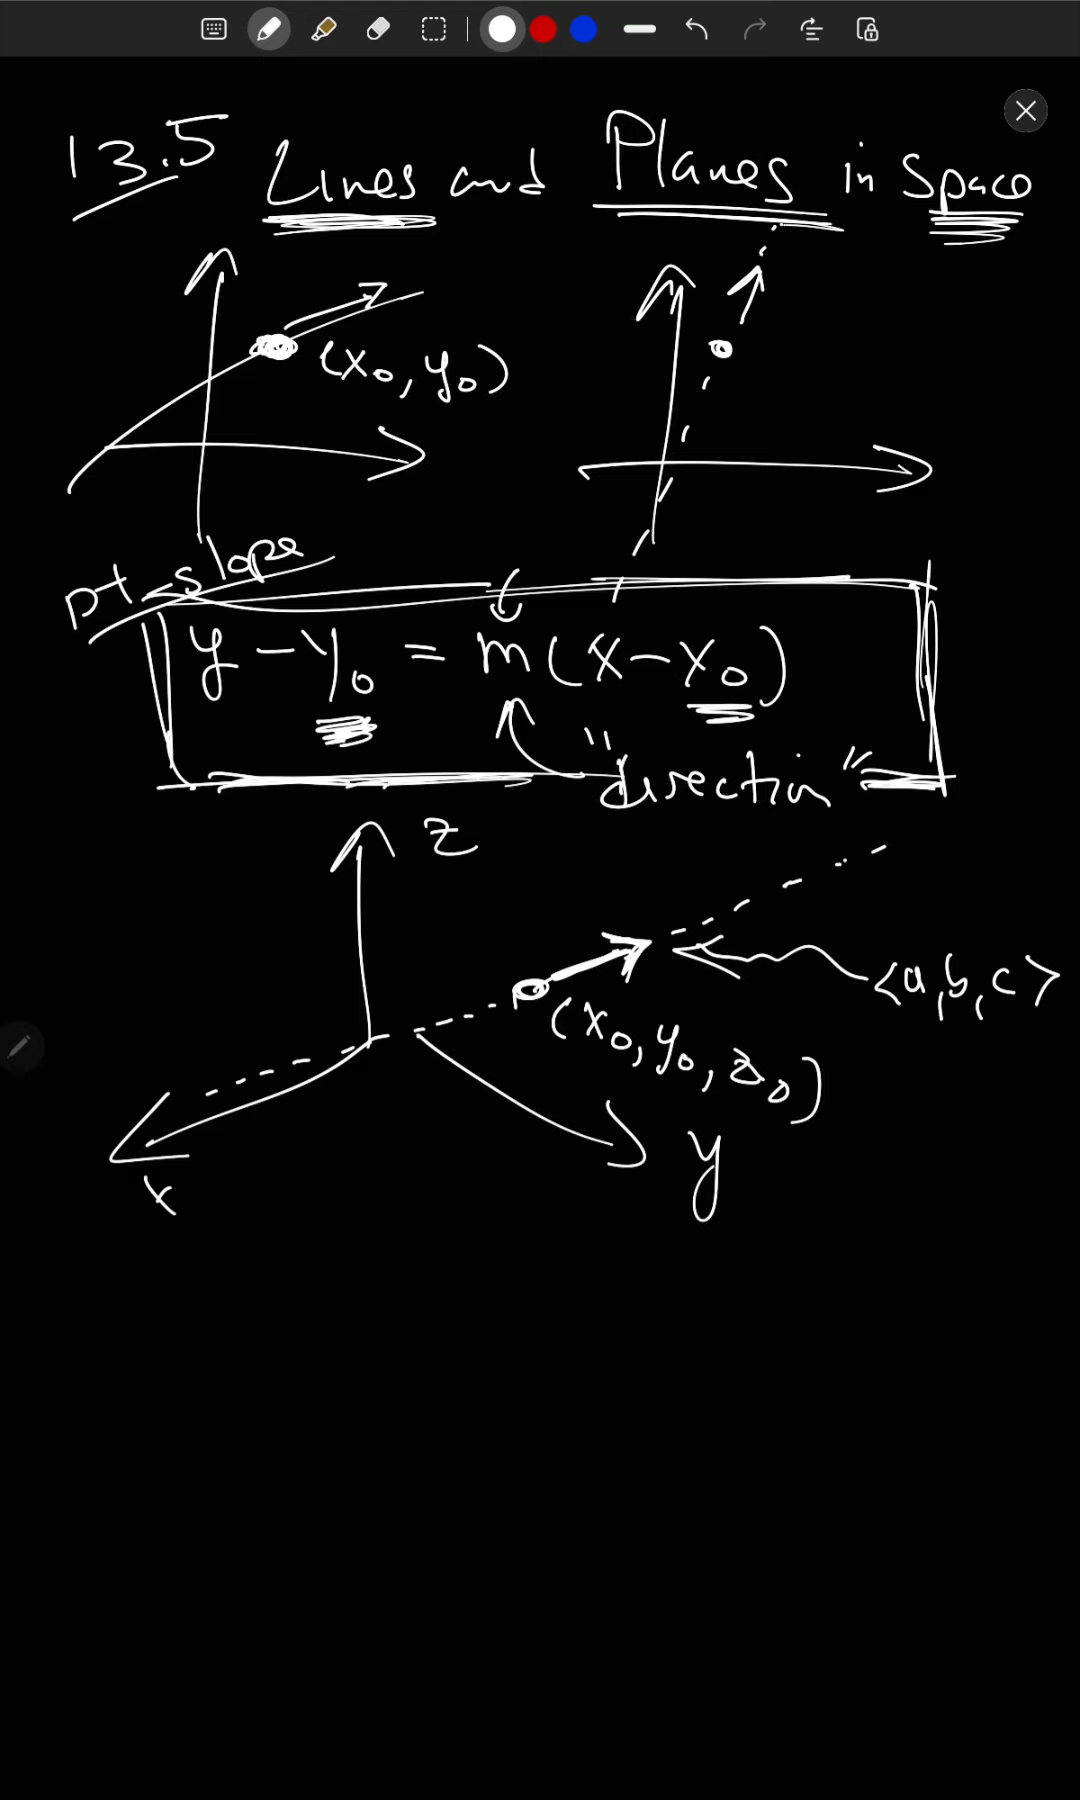 13.5 Lines and Planes in Space
(x₀, y₀)
pt-slope
y - y₀ = m(x - x₀)
"direction"
z
<a, b, c>
(x₀, y₀, z₀)
y
x